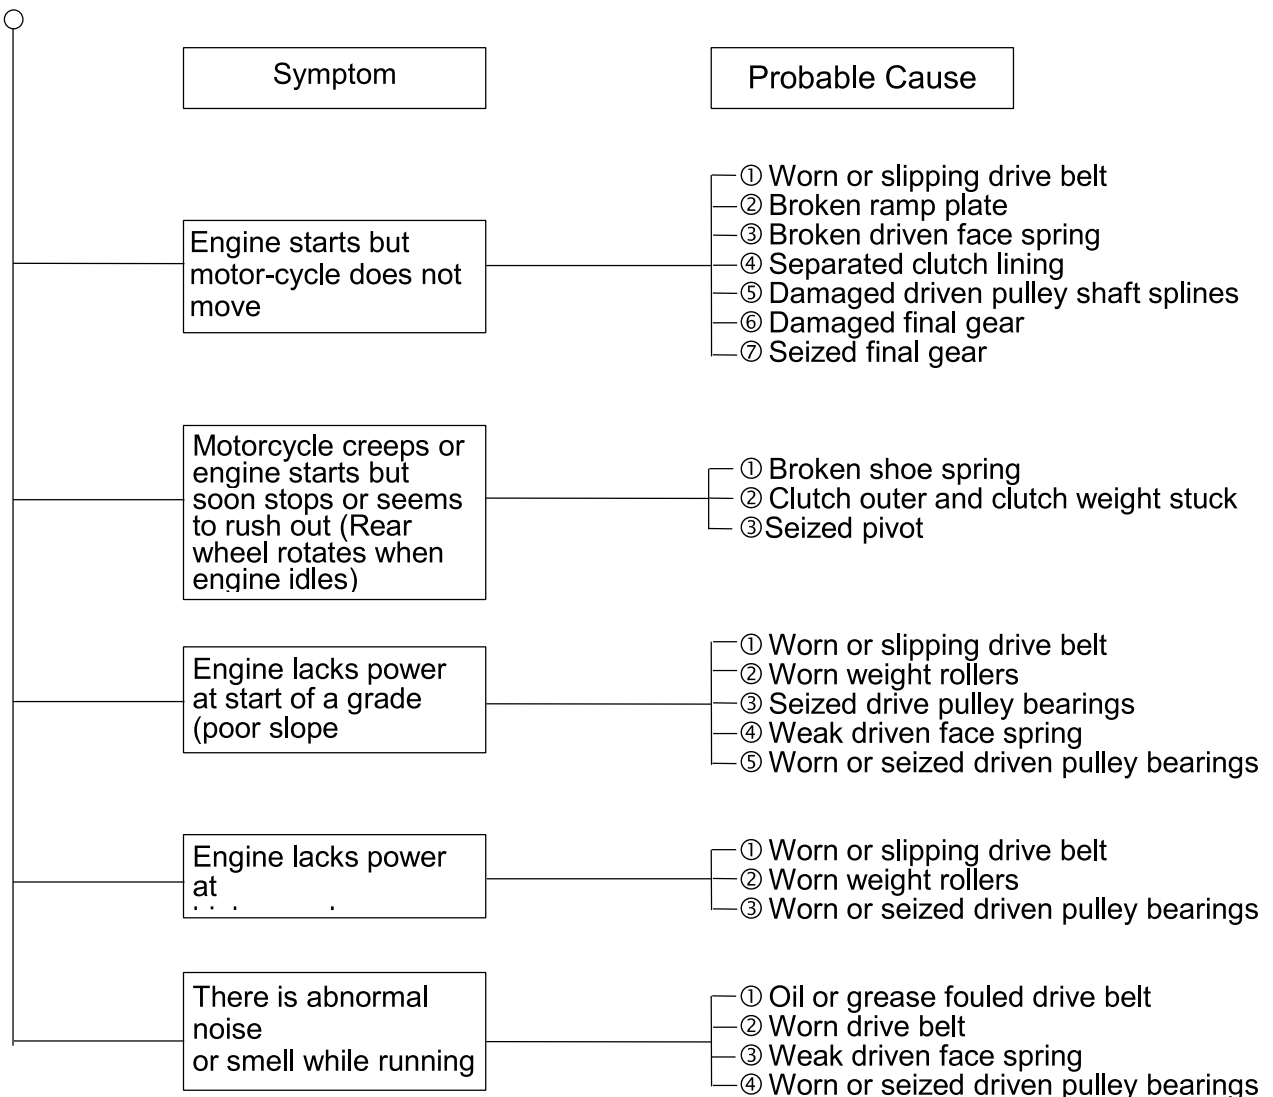 Symptom
Probable Cause
Engine starts but
motor-cycle does not
move
① Worn or slipping drive belt
② Broken ramp plate
③ Broken driven face spring
④ Separated clutch lining
⑤ Damaged driven pulley shaft splines
⑥ Damaged final gear
⑦ Seized final gear
Motorcycle creeps or
engine starts but
soon stops or seems
to rush out (Rear
wheel rotates when
engine idles)
① Broken shoe spring
② Clutch outer and clutch weight stuck
③Seized pivot
Engine lacks power
at start of a grade
(poor slope
① Worn or slipping drive belt
② Worn weight rollers
③ Seized drive pulley bearings
④ Weak driven face spring
⑤ Worn or seized driven pulley bearings
Engine lacks power
at
① Worn or slipping drive belt
② Worn weight rollers
③ Worn or seized driven pulley bearings
There is abnormal
noise
or smell while running
① Oil or grease fouled drive belt
② Worn drive belt
③ Weak driven face spring
④ Worn or seized driven pulley bearings